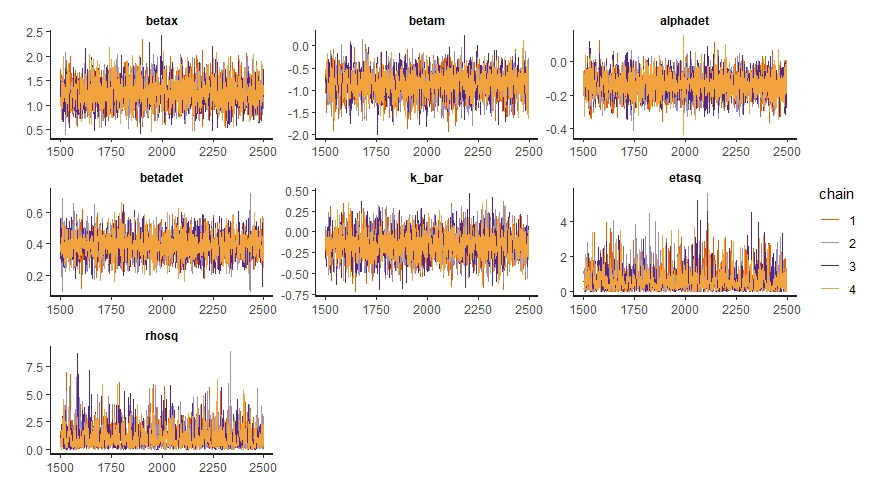 betax
2.5
2.0
1.5
1.0
0.5
1500 1750 2000 2250 2500
betam
0.0
-0.5
-1.0
-1.5
-2.0
1500 1750 2000 2250 2500
alphadet
0.0
-0.2
-0.4
1500 1750 2000 2250 2500
betadet
0.6
0.4
0.2
1500 1750 2000 2250 2500
k_bar
0.50
0.25
0.00
-0.25
-0.50
-0.75
1500 1750 2000 2250 2500
etasq
4
2
0
1500 1750 2000 2250 2500
chain
1
2
3
4
rhosq
7.5
5.0
2.5
0.0
1500 1750 2000 2250 2500